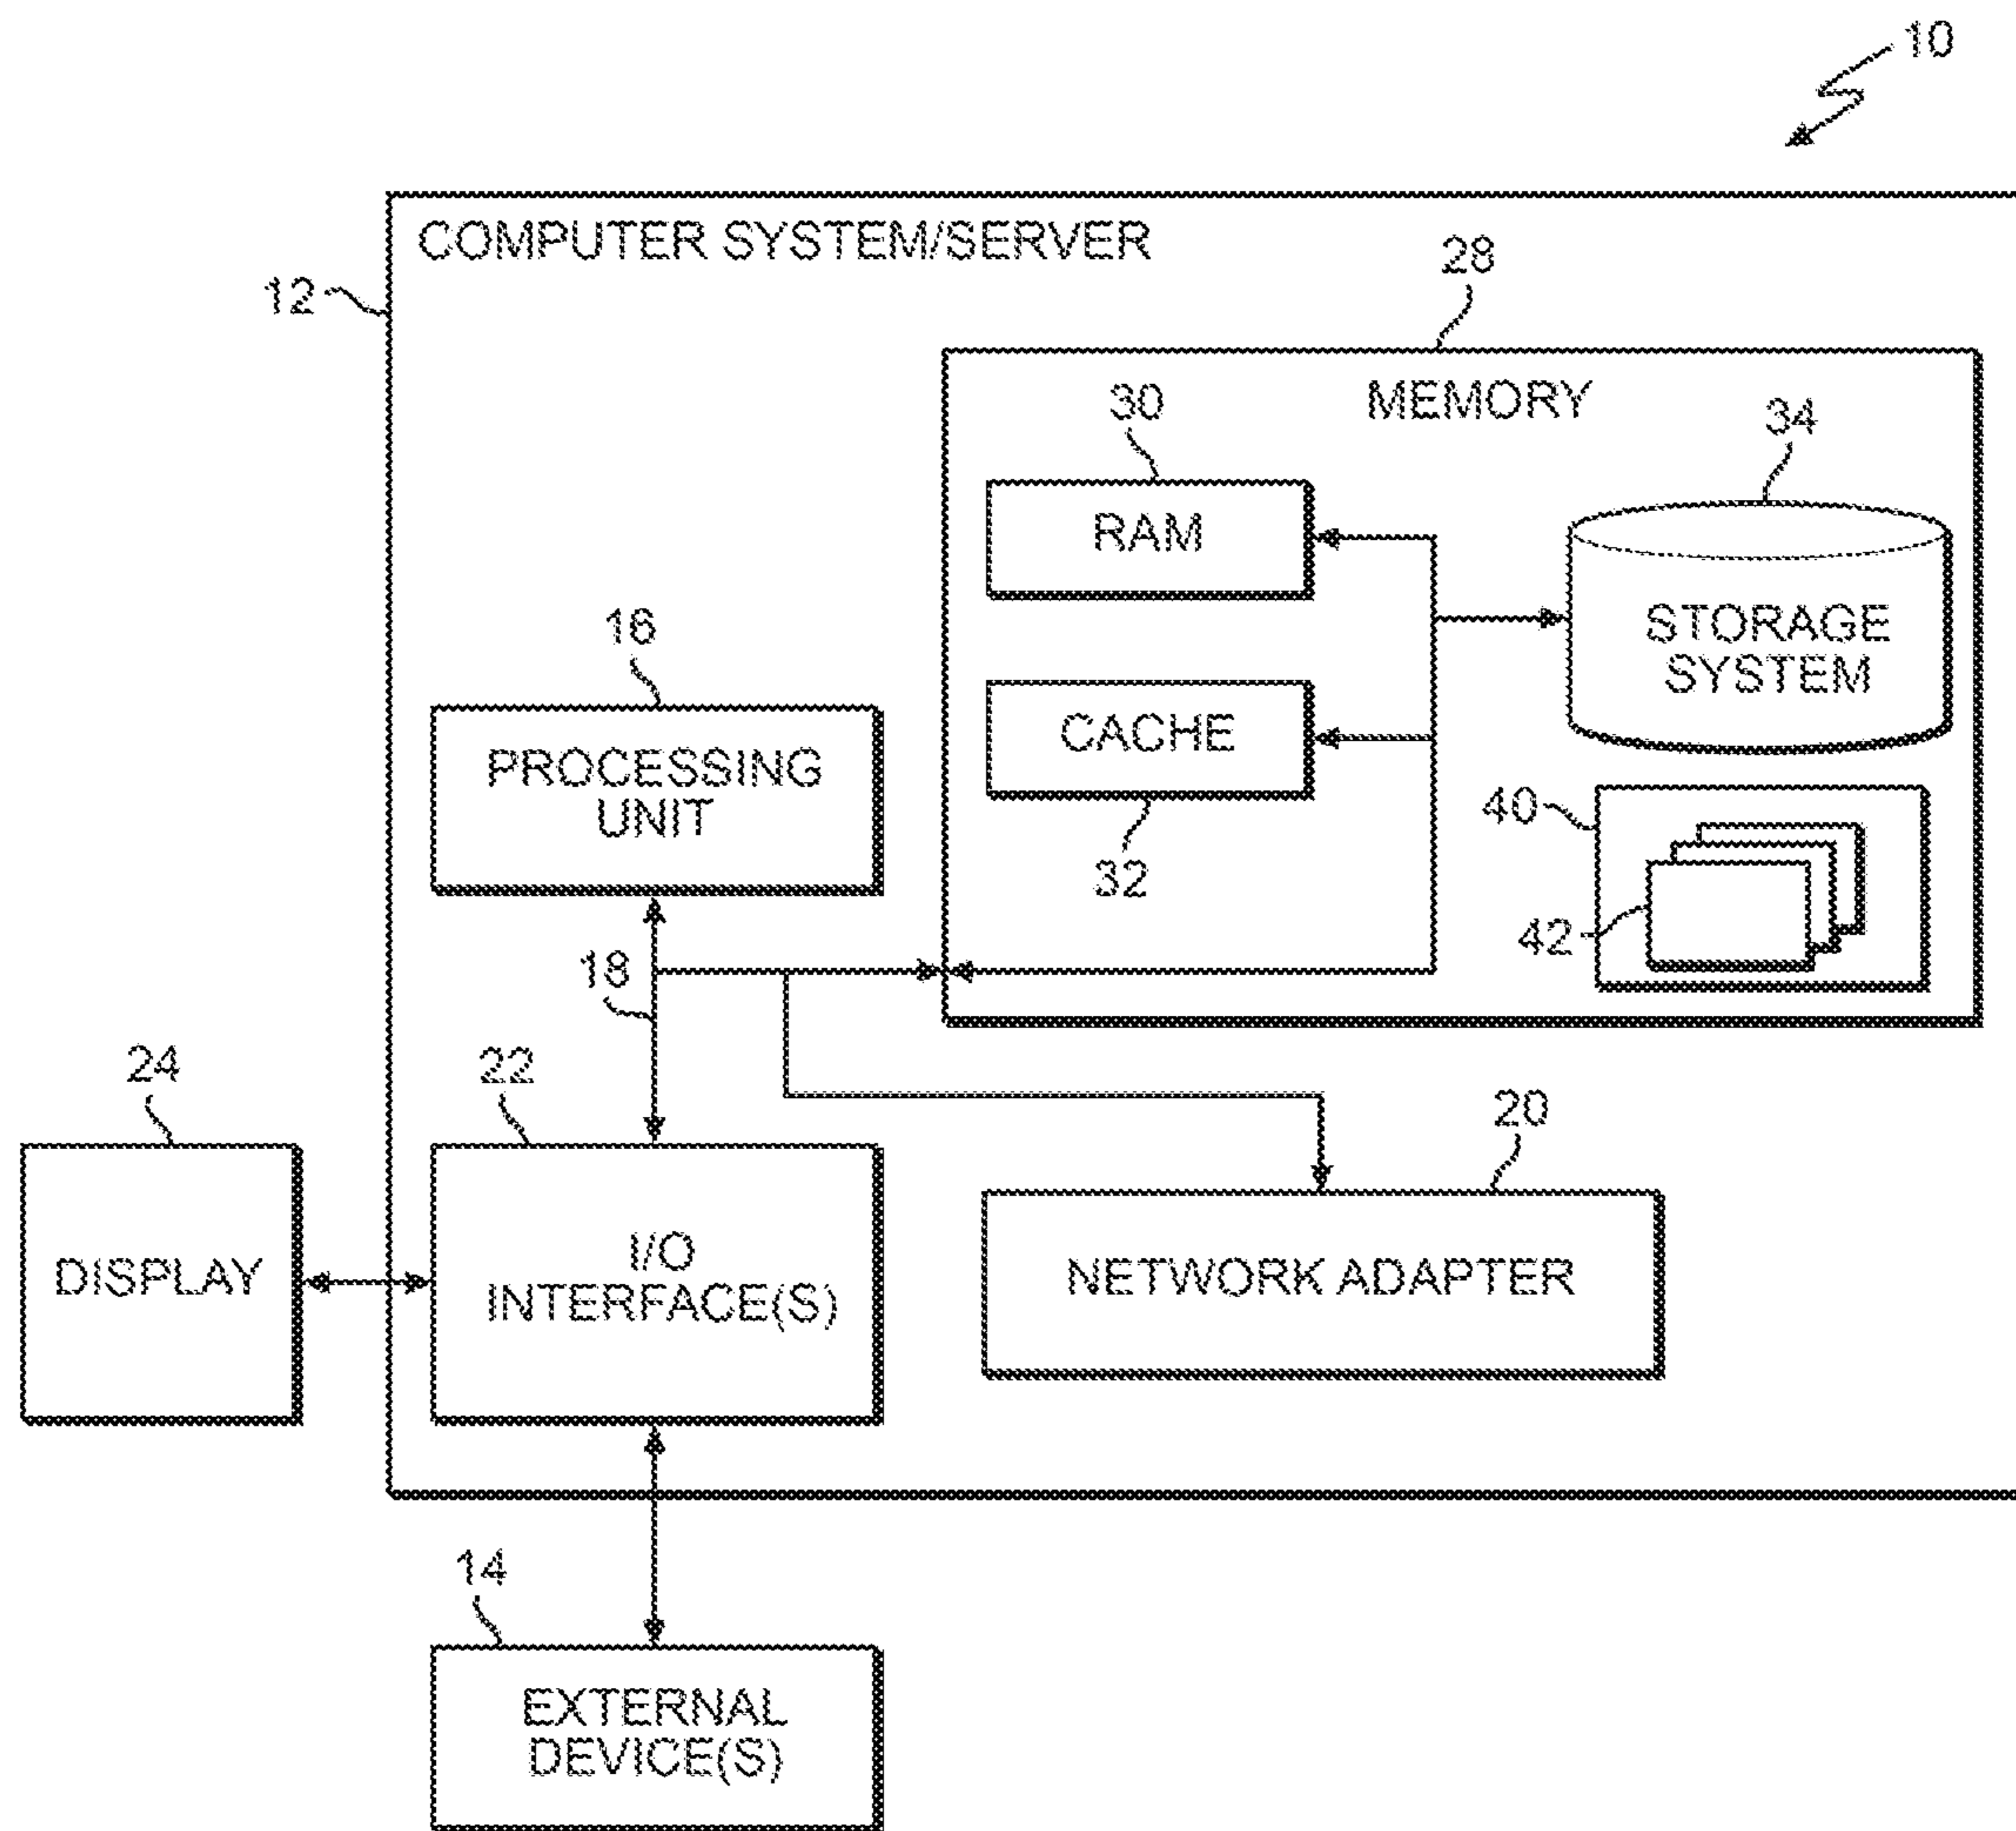 10
COMPUTER SYSTEM/SERVER
12
28
MEMORY
30
34
RAM
STORAGE
SYSTEM
16
CACHE
PROCESSING
UNIT
32
40
42
18
24
22
20
DISPLAY
I/O
INTERFACE(S)
NETWORK ADAPTER
14
EXTERNAL
DEVICE(S)